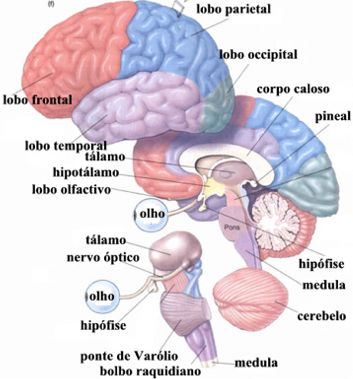 (f)
lobo parietal
lobo occipital
corpo caloso
lobo frontal
pineal
lobo temporal
tálamo
hipotálamo
lobo olfactivo
olho
Pons
tálamo
nervo óptico
hipófise
olho
medula
hipófise
cerebelo
ponte de Varólio
bolbo raquidiano
medula